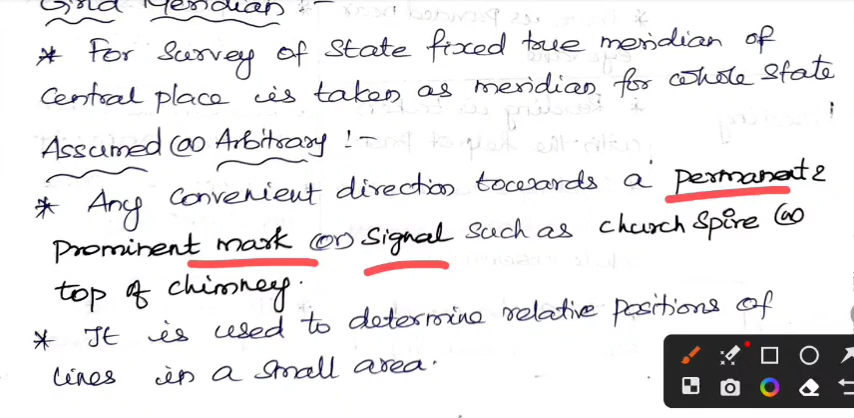 Grid Meridian :-
* For Survey of State fixed true meridian of
Central place is taken as meridian for whole State
Assumed (or) Arbitrary :-
* Any convenient direction towards a permanent &
Prominent mark (or) Signal such as church spire (or)
top of chimney.
* It is used to determine relative positions of
lines in a small area.